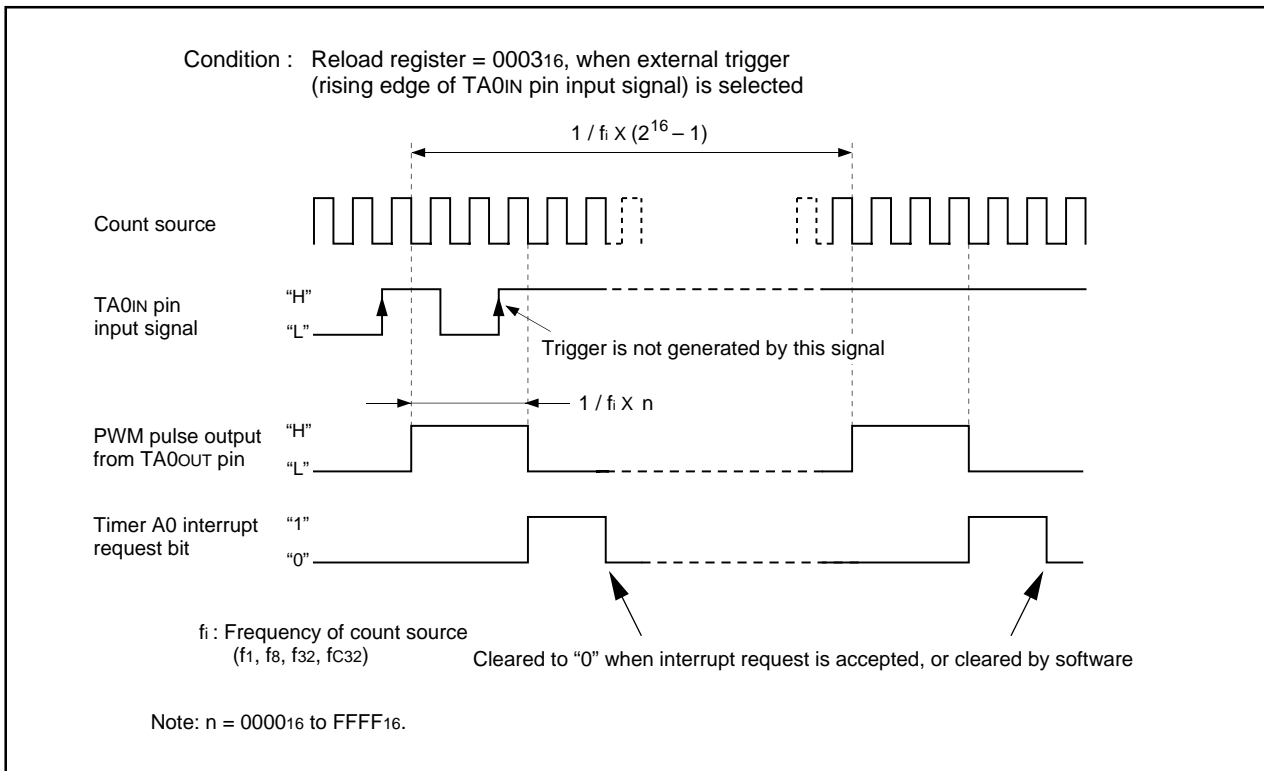 Condition : Reload register = 000316, when external trigger
(rising edge of TA0IN pin input signal) is selected
1 / fi X (2^16 – 1)
Count source
TA0IN pin
input signal
“H”
“L”
Trigger is not generated by this signal
1 / fi X n
PWM pulse output
from TA0OUT pin
“H”
“L”
Timer A0 interrupt
request bit
“1”
“0”
fi : Frequency of count source
(f1, f8, f32, fC32)
Cleared to “0” when interrupt request is accepted, or cleared by software
Note: n = 000016 to FFFF16.